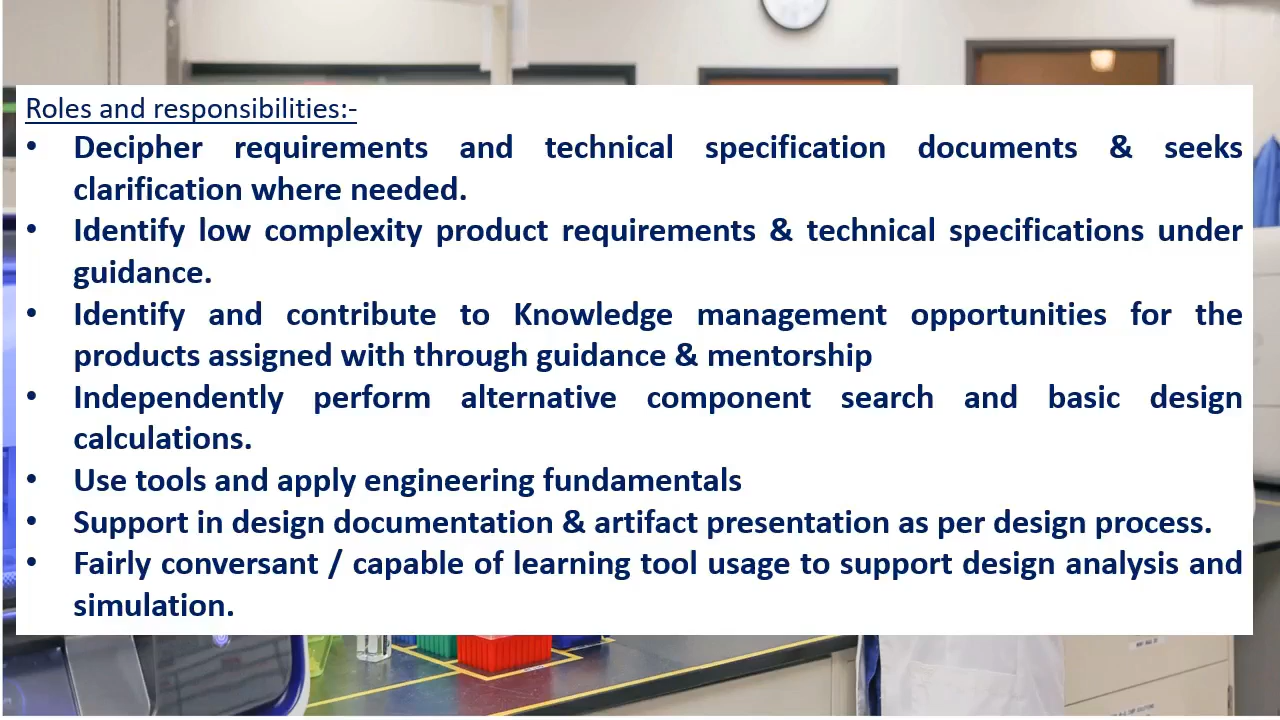 Roles and responsibilities:-
• Decipher requirements and technical specification documents & seeks
clarification where needed.
• Identify low complexity product requirements & technical specifications under
guidance.
• Identify and contribute to Knowledge management opportunities for the
products assigned with through guidance & mentorship
• Independently perform alternative component search and basic design
calculations.
• Use tools and apply engineering fundamentals
• Support in design documentation & artifact presentation as per design process.
• Fairly conversant / capable of learning tool usage to support design analysis and
simulation.